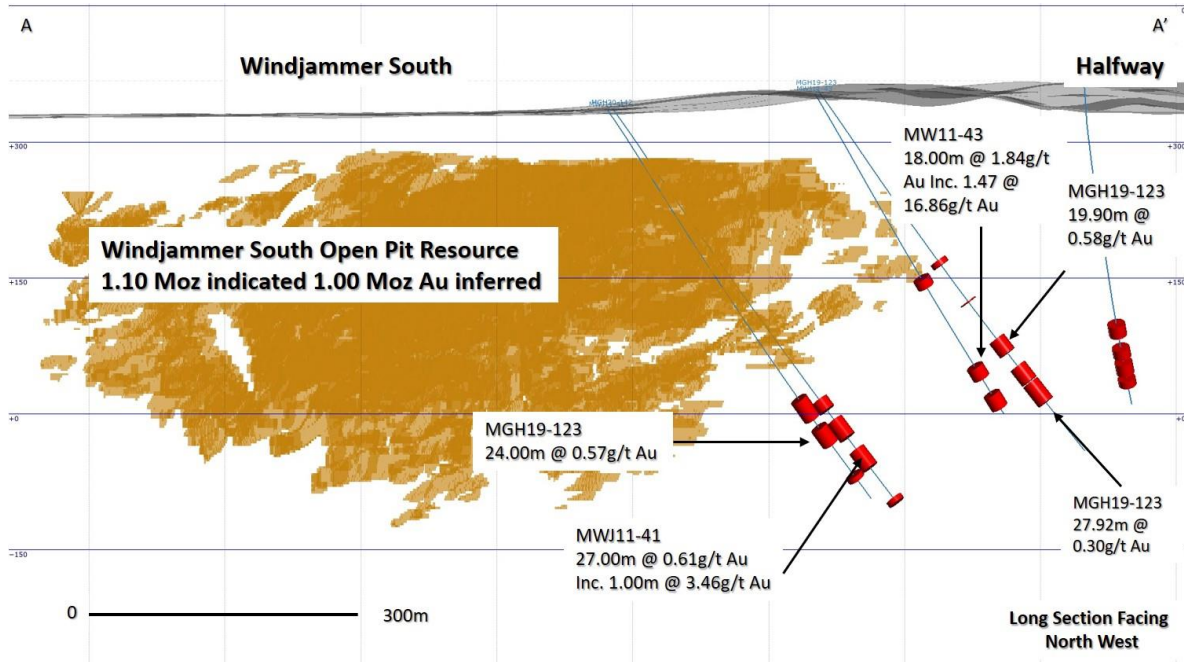 A
A’
Windjammer South
Halfway
MGH19-123
+300
+300
MW11-43
18.00m @ 1.84g/t
Au Inc. 1.47 @
16.86g/t Au
MGH19-123
19.90m @
0.58g/t Au
Windjammer South Open Pit Resource
1.10 Moz indicated 1.00 Moz Au inferred
+150
+150
+0
+0
MGH19-123
24.00m @ 0.57g/t Au
MGH19-123
27.92m @
0.30g/t Au
MWJ11-41
27.00m @ 0.61g/t Au
Inc. 1.00m @ 3.46g/t Au
-150
0
300m
Long Section Facing
North West